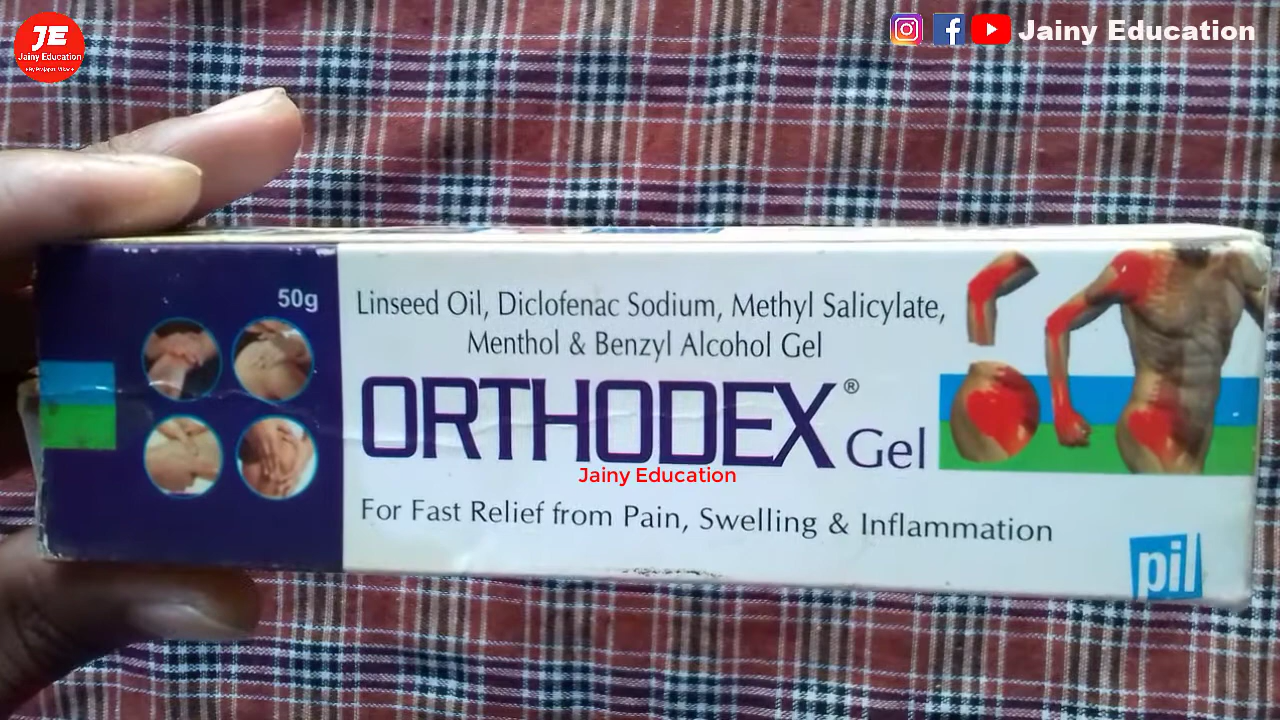 JE
Jainy Education
Jainy Education
50g
Linseed Oil, Diclofenac Sodium, Methyl Salicylate,
Menthol & Benzyl Alcohol Gel
ORTHODEX® Gel
Jainy Education
For Fast Relief from Pain, Swelling & Inflammation
pil